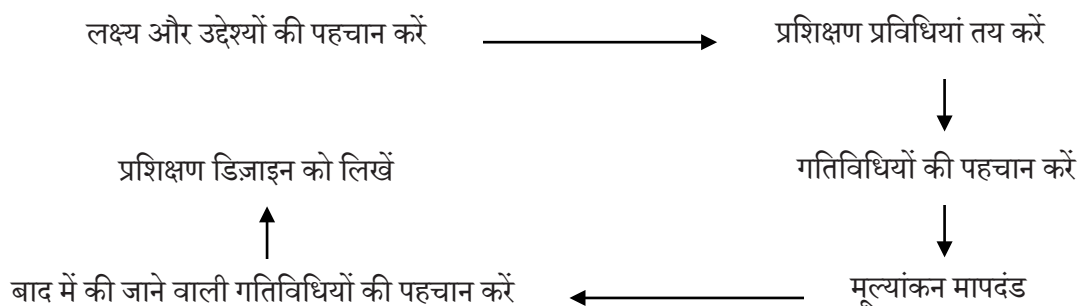 लक्ष्य और उद्देश्यों की पहचान करें
प्रशिक्षण प्रविधियां तय करें
गतिविधियों की पहचान करें
मूल्यांकन मापदंड
बाद में की जाने वाली गतिविधियों की पहचान करें
प्रशिक्षण डिज़ाइन को लिखें